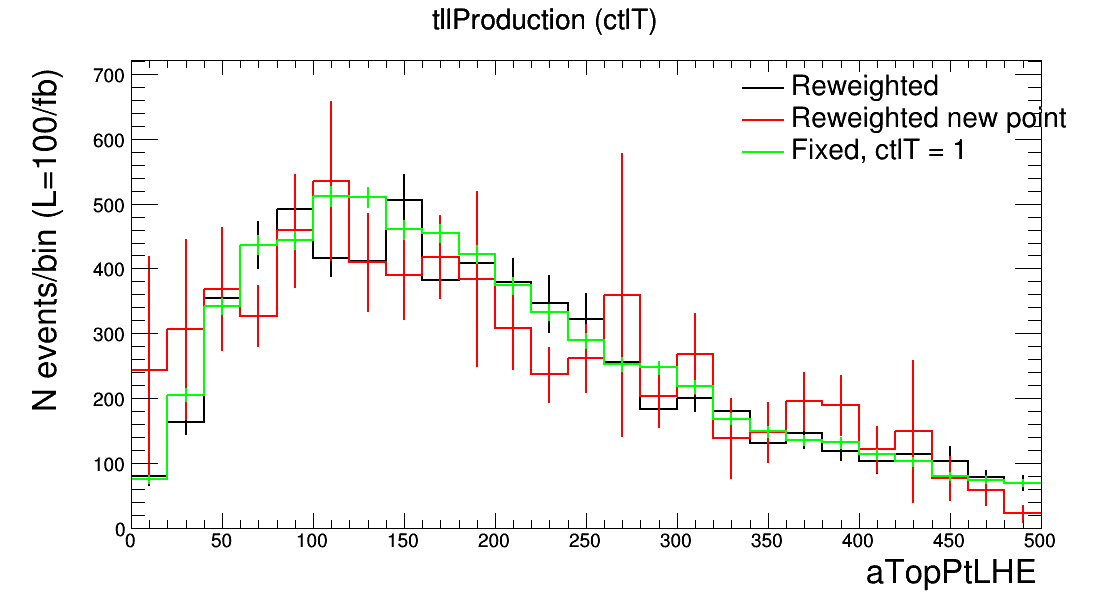 tllProduction (ctlT)
N events/bin (L=100/fb)
700
600
500
400
300
200
100
0
Reweighted
Reweighted new point
Fixed, ctlT = 1
0 50 100 150 200 250 300 350 400 450 500
aTopPtLHE